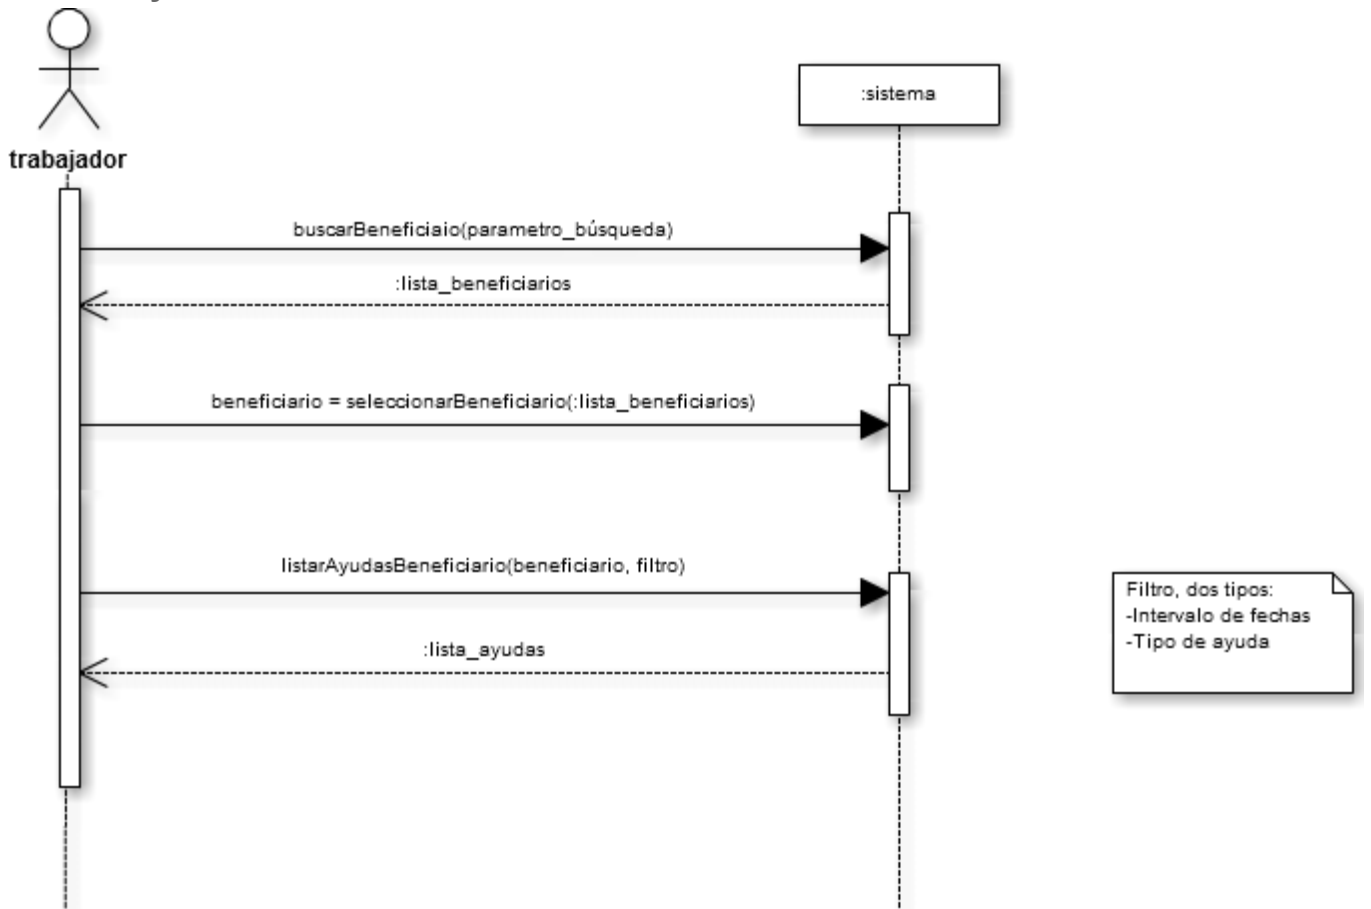 :sistema
trabajador
buscarBeneficiaio(parametro_búsqueda)
:lista_beneficiarios
beneficiario = seleccionarBeneficiario(:lista_beneficiarios)
listarAyudasBeneficiario(beneficiario, filtro)
:lista_ayudas
Filtro, dos tipos:
-Intervalo de fechas
-Tipo de ayuda